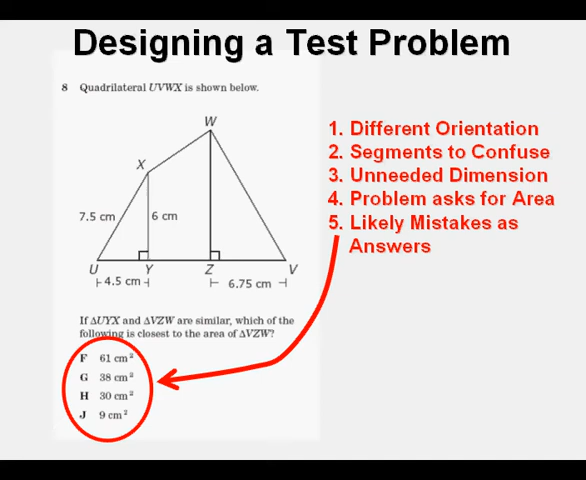 Designing a Test Problem
8 Quadrilateral UVWX is shown below.
W
X
7.5 cm
6 cm
U
Y
Z
V
4.5 cm
6.75 cm
If ΔUYX and ΔVZW are similar, which of the
following is closest to the area of ΔVZW?
F 61 cm²
G 38 cm²
H 30 cm²
J 9 cm²
1. Different Orientation
2. Segments to Confuse
3. Unneeded Dimension
4. Problem asks for Area
5. Likely Mistakes as
Answers